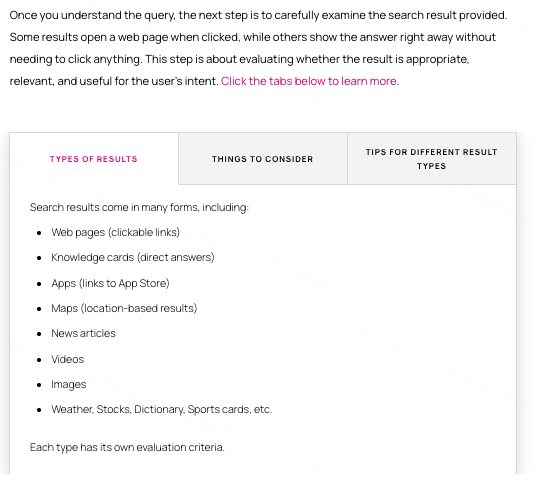 Once you understand the query, the next step is to carefully examine the search result provided.
Some results open a web page when clicked, while others show the answer right away without
needing to click anything. This step is about evaluating whether the result is appropriate,
relevant, and useful for the user's intent. Click the tabs below to learn more.
TYPES OF RESULTS
THINGS TO CONSIDER
TIPS FOR DIFFERENT RESULT
TYPES
Search results come in many forms, including:
• Web pages (clickable links)
• Knowledge cards (direct answers)
• Apps (links to App Store)
• Maps (location-based results)
• News articles
• Videos
• Images
• Weather, Stocks, Dictionary, Sports cards, etc.
Each type has its own evaluation criteria.